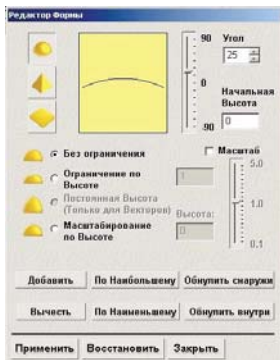 Редактор Формы
90
Угол
25
0
Начальная
Высота
-90
0
Без ограничения
Масштаб
Ограничение по
Высоте
1
5.0
Постоянная Высота
(Только для Векторов)
Высота:
1.0
Масштабирование
по Высоте
0
0.1
Добавить
По Наибольшему
Обнулить снаружи
Вычесть
По Наименьшему
Обнулить внутри
Применить
Восстановить
Закрыть